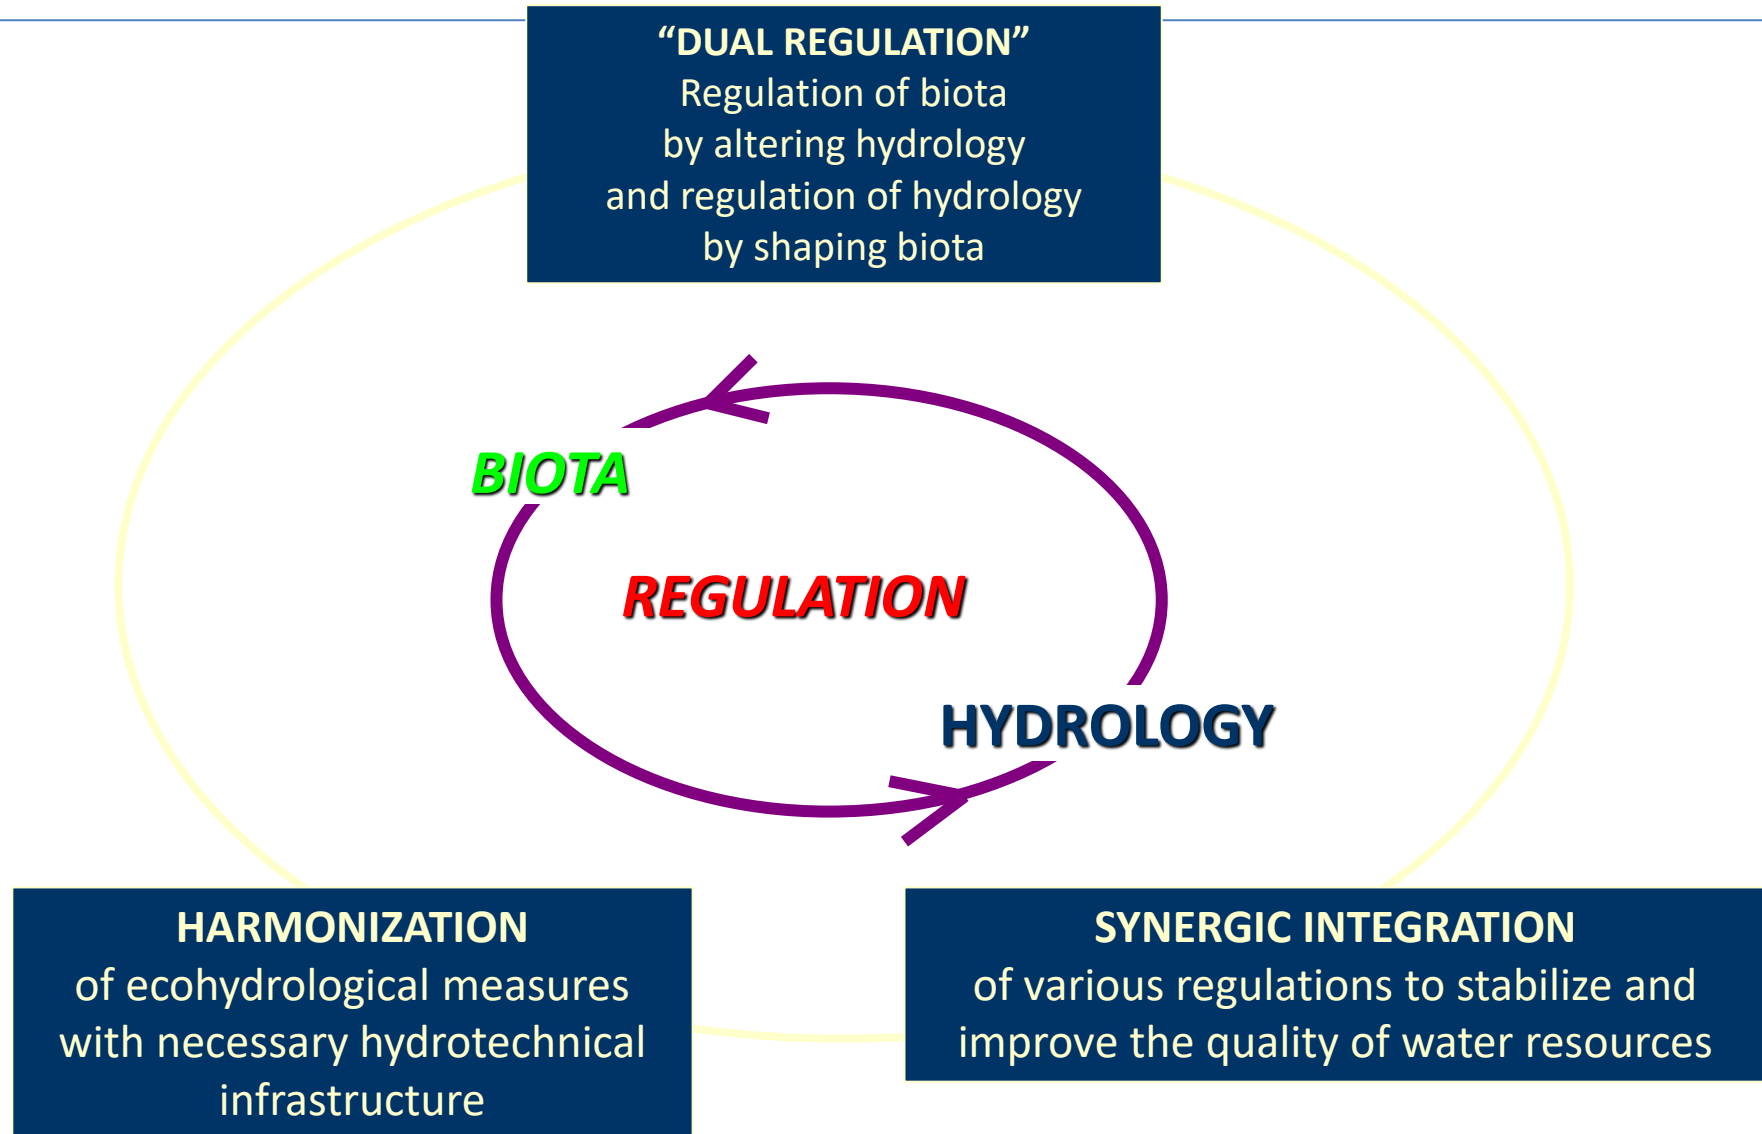 “DUAL REGULATION”
Regulation of biota
by altering hydrology
and regulation of hydrology
by shaping biota
BIOTA
REGULATION
HYDROLOGY
HARMONIZATION
of ecohydrological measures
with necessary hydrotechnical
infrastructure
SYNERGIC INTEGRATION
of various regulations to stabilize and
improve the quality of water resources